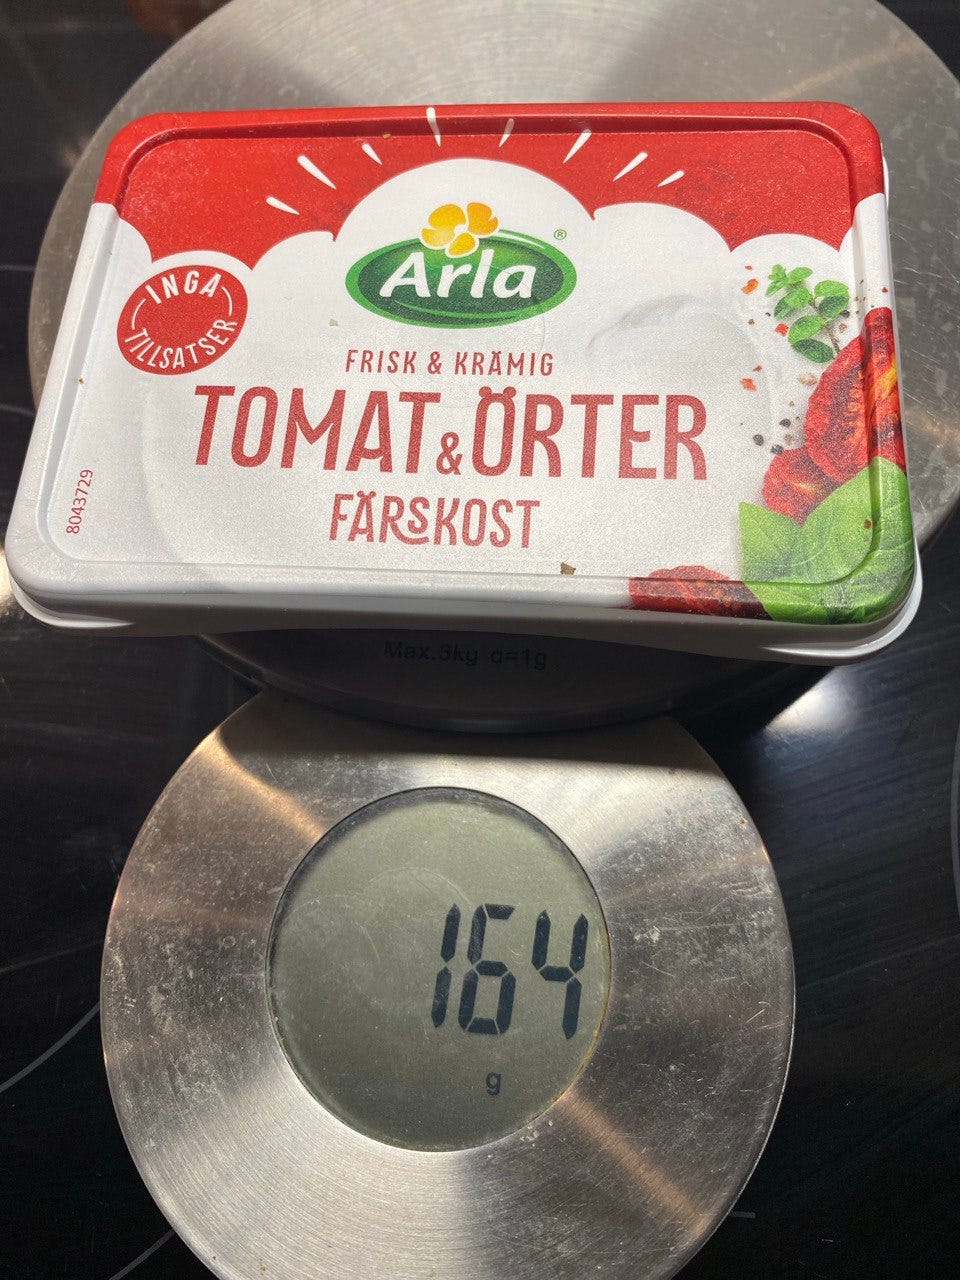 Arla®
INGA
TILLSATSER
FRISK & KRÄMIG
TOMAT & ÖRTER
FÄRSKOST
8043729
Max.3kg d=1g
164
g